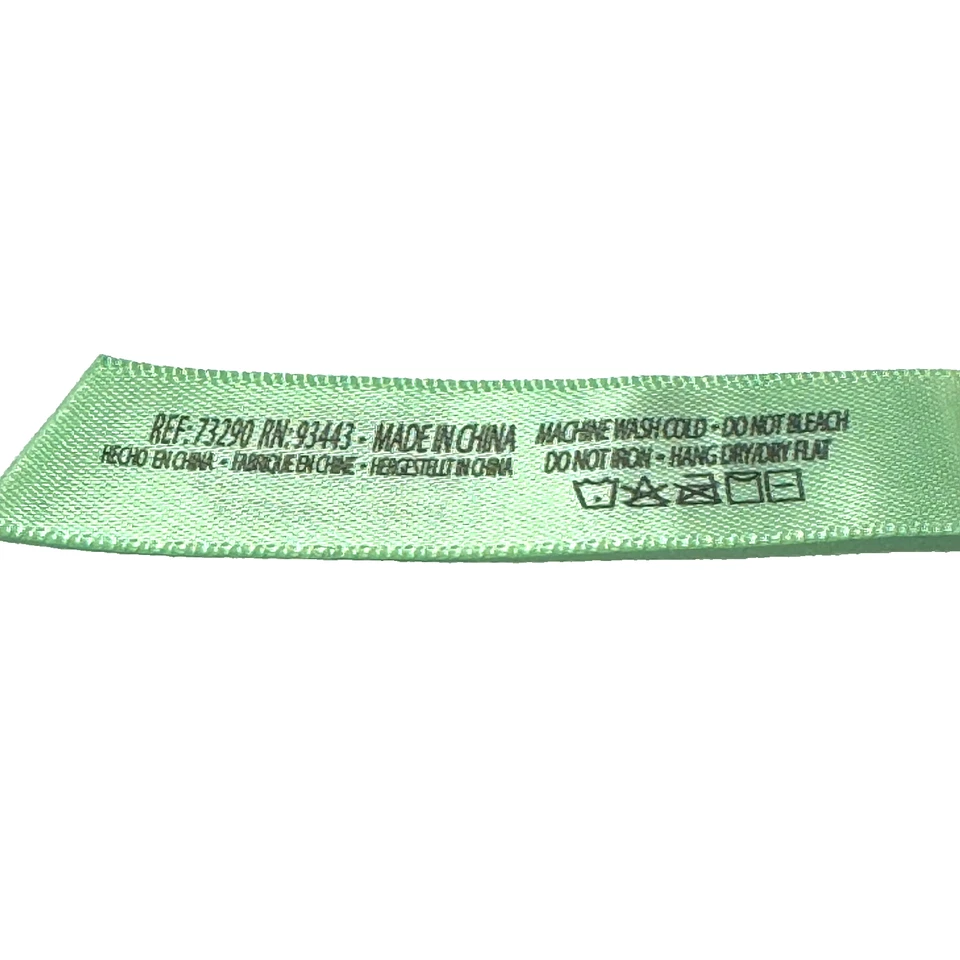 REF: 73290 RN: 93443 - MADE IN CHINA
HECHO EN CHINA - FABRIQUE EN CHINE - HERGESTELLT IN CHINA
MACHINE WASH COLD - DO NOT BLEACH
DO NOT IRON - HANG DRY/DRY FLAT